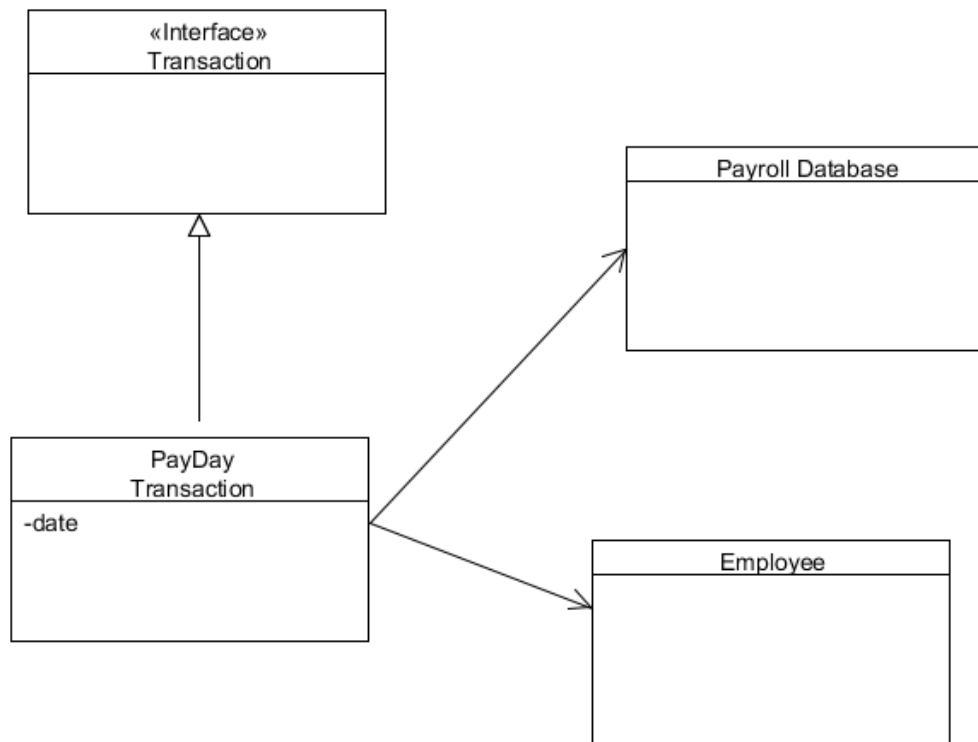 «Interface»
Transaction
Payroll Database
PayDay
Transaction
-date
Employee